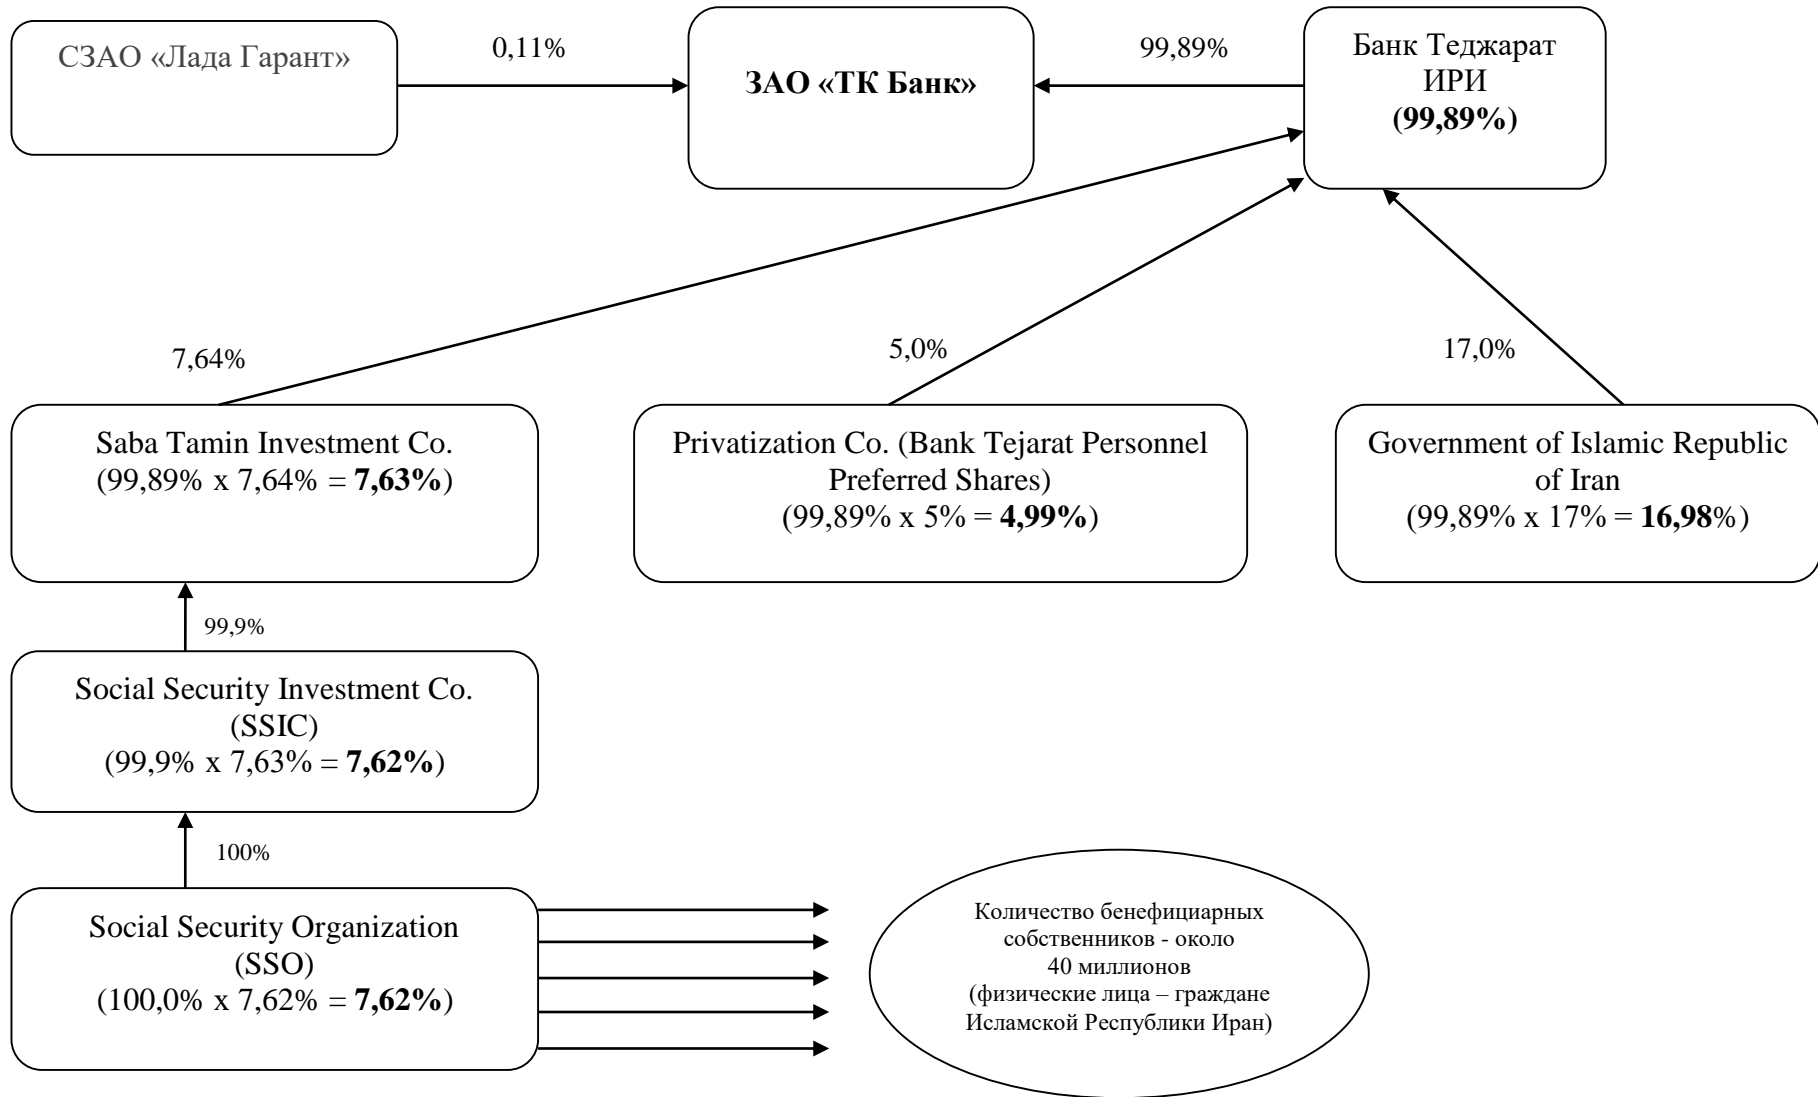 СЗАО «Лада Гарант»
0,11%
ЗАО «ТК Банк»
99,89%
Банк Теджарат
ИРИ
(99,89%)
7,64%
5,0%
17,0%
Saba Tamin Investment Co.
(99,89% x 7,64% = 7,63%)
Privatization Co. (Bank Tejarat Personnel
Preferred Shares)
(99,89% x 5% = 4,99%)
Government of Islamic Republic
of Iran
(99,89% x 17% = 16,98%)
99,9%
Social Security Investment Co.
(SSIC)
(99,9% x 7,63% = 7,62%)
100%
Social Security Organization
(SSO)
(100,0% x 7,62% = 7,62%)
Количество бенефициарных
собственников - около
40 миллионов
(физические лица – граждане
Исламской Республики Иран)